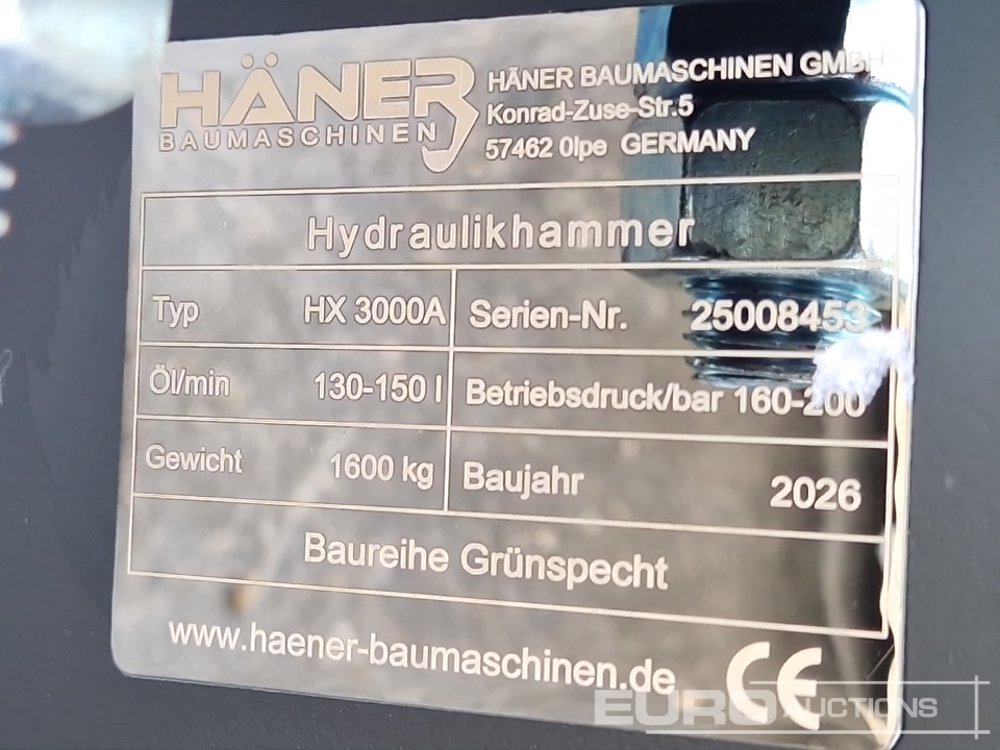 HÄNER
BAUMASCHINEN
HÄNER BAUMASCHINEN GMBH
Konrad-Zuse-Str.5
57462 Olpe GERMANY
Hydraulikhammer
Typ HX 3000A Serien-Nr. 25008453
Öl/min 130-150 l Betriebsdruck/bar 160-200
Gewicht 1600 kg Baujahr 2026
Baureihe Grünspecht
www.haener-baumaschinen.de CE
EURO AUCTIONS